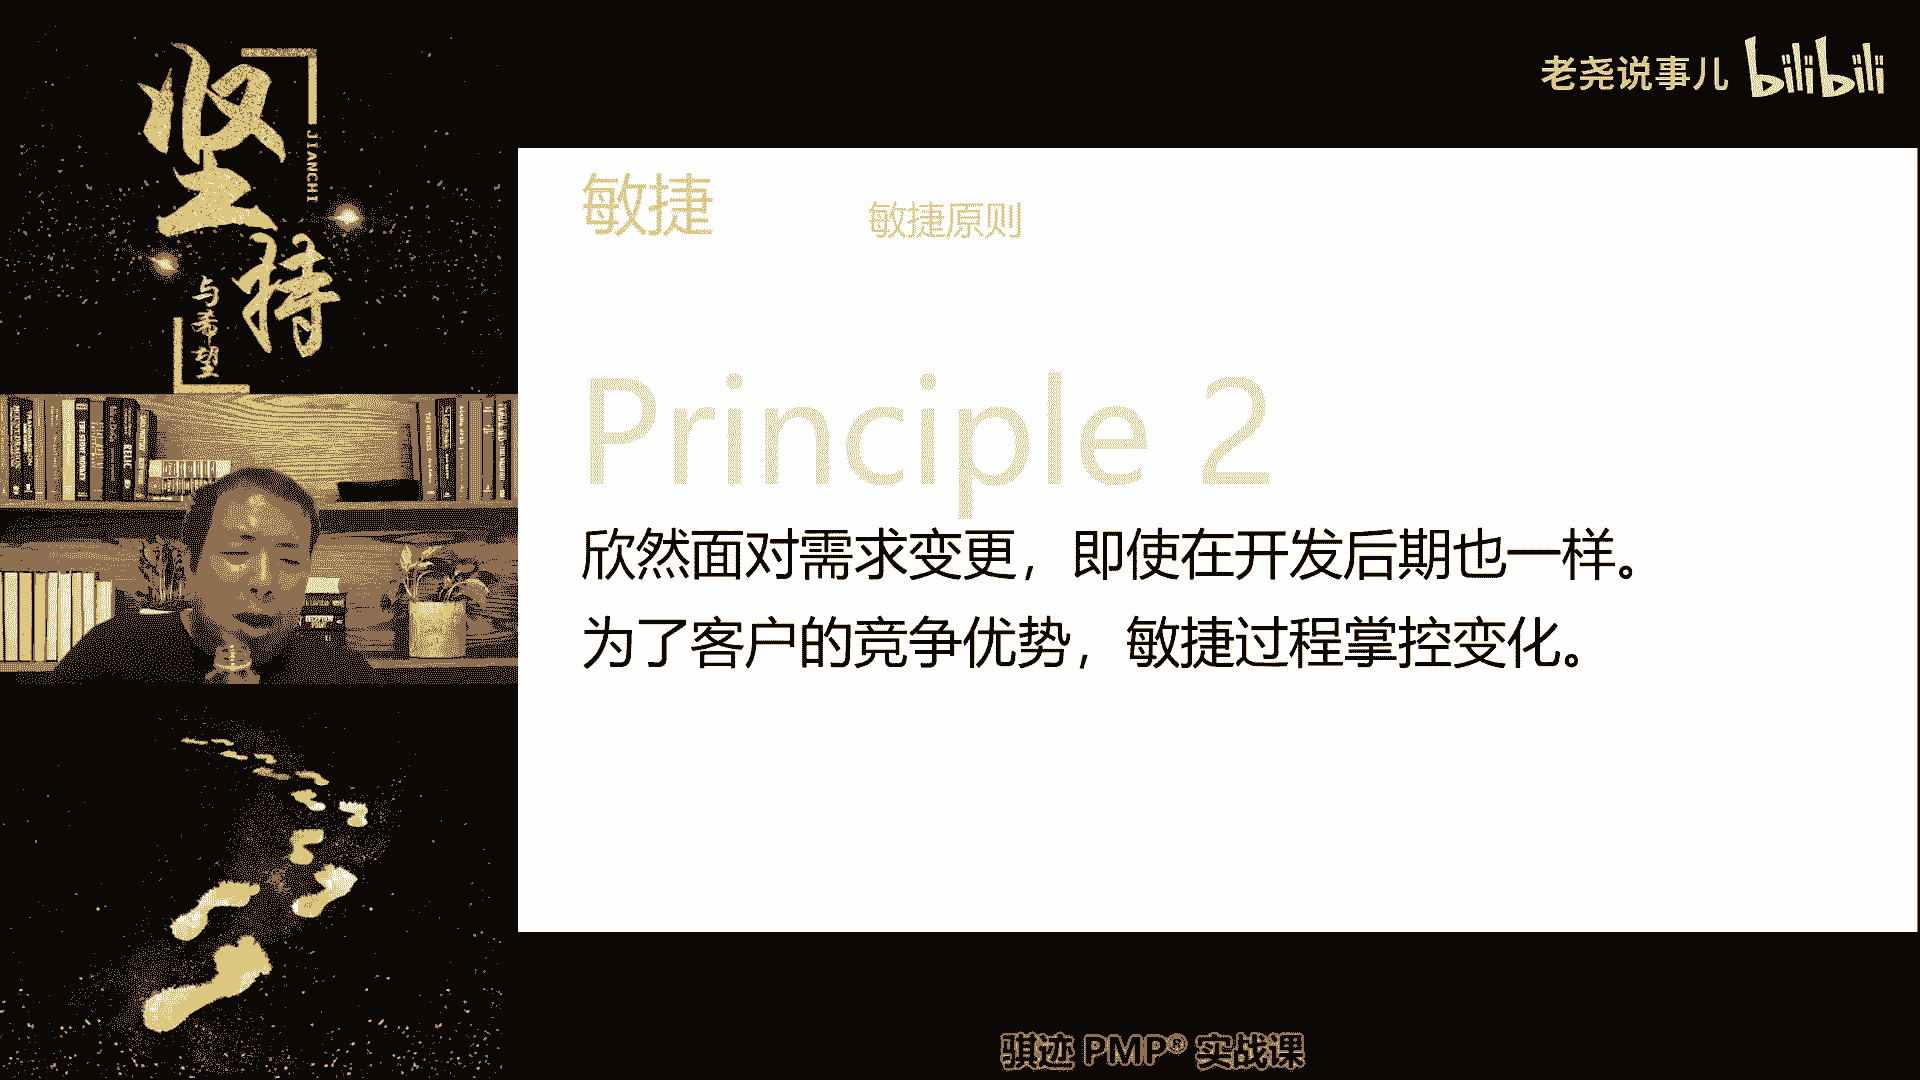 坚持
JIANCHI
与希望
老尧说事儿 bilibili
敏捷
敏捷原则
Principle 2
欣然面对需求变更，即使在开发后期也一样。
为了客户的竞争优势，敏捷过程掌控变化。
骐迹 PMP® 实战课